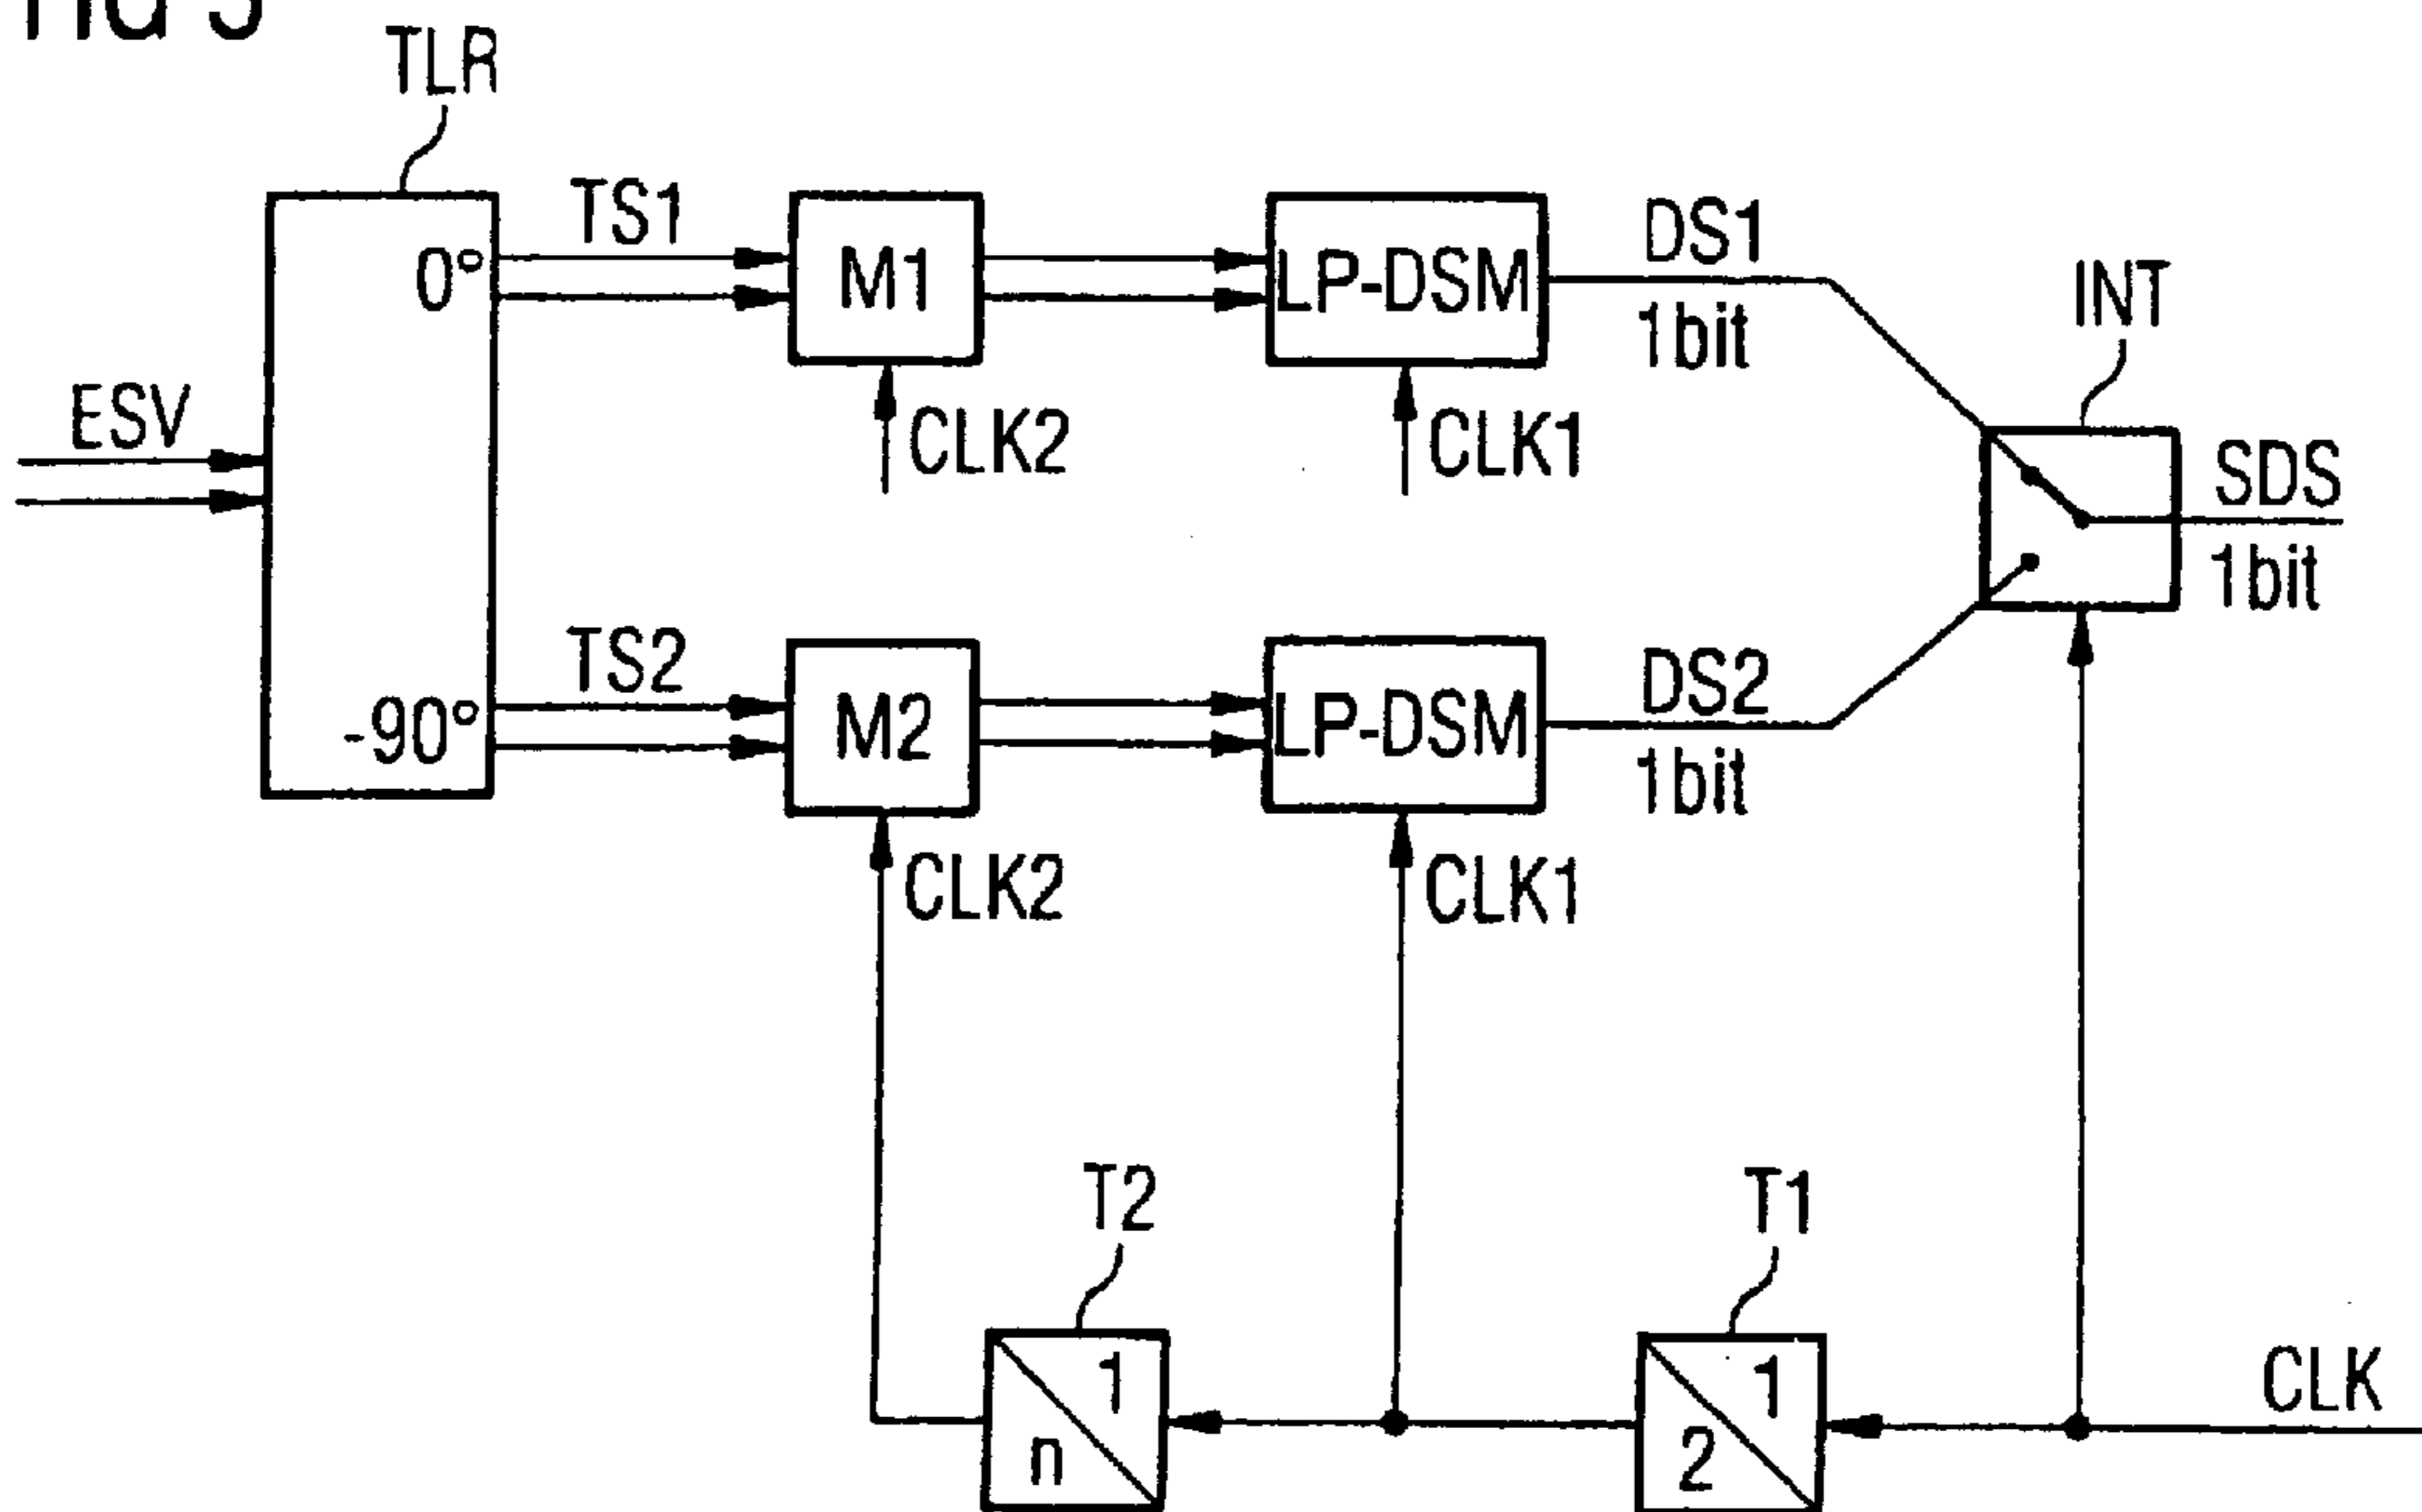 TLR
TS1
0°
M1
LP-DSM
DS1
1bit
INT
ESV
CLK2
CLK1
SDS
1bit
TS2
-90°
M2
LP-DSM
DS2
1bit
CLK2
CLK1
T2
T1
1
n
1
2
CLK